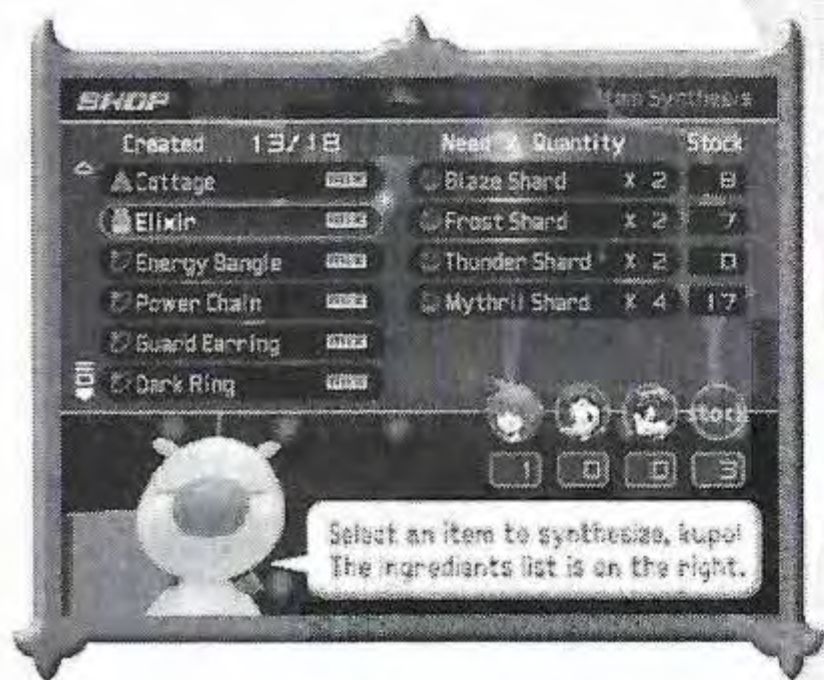 SHOP
Item Synthesis
Created 13/18
Need X Quantity Stock
Cottage
Elixir
Energy Bangle
Power Chain
Guard Earring
Dark Ring
Blaze Shard X 2 8
Frost Shard X 2 7
Thunder Shard X 2 0
Mythril Shard X 4 17
stock
1 0 0 3
Select an item to synthesize, kupo!
The ingredients list is on the right.